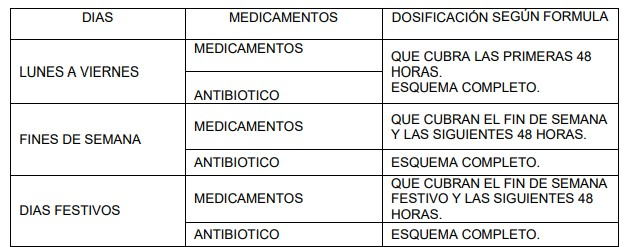 DIAS MEDICAMENTOS DOSIFICACIÓN SEGÚN FORMULA
LUNES A VIERNES
MEDICAMENTOS
ANTIBIOTICO
QUE CUBRA LAS PRIMERAS 48
HORAS.
ESQUEMA COMPLETO.
FINES DE SEMANA
MEDICAMENTOS
QUE CUBRAN EL FIN DE SEMANA
Y LAS SIGUIENTES 48 HORAS.
ANTIBIOTICO ESQUEMA COMPLETO.
DIAS FESTIVOS
MEDICAMENTOS
QUE CUBRAN EL FIN DE SEMANA
FESTIVO Y LAS SIGUIENTES 48
HORAS.
ANTIBIOTICO ESQUEMA COMPLETO.